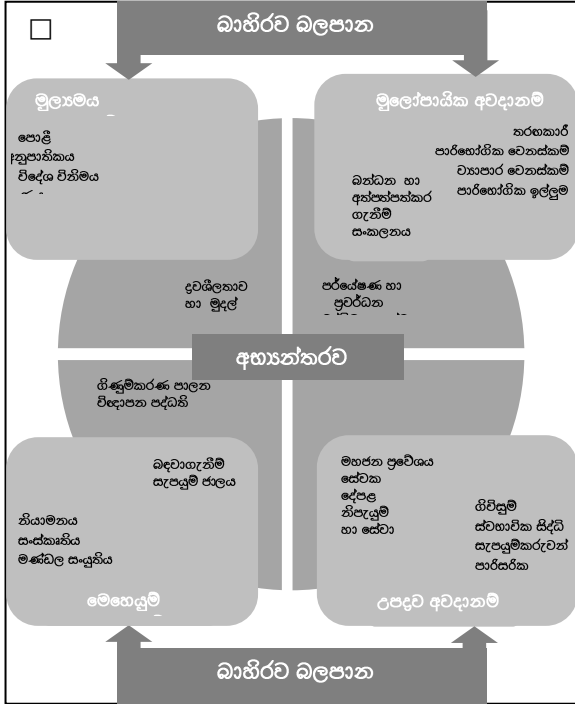 බාහිරව බලපාන
මුල්‍යමය
පොළී
අනුපාතිකය
විදේශ විනිමය
මුලෝපායික අවදානම්
තරඟකාරී
පාරිභෝගික වෙනස්කම්
ව්‍යාපාර වෙනස්කම්
පාරිභෝගික ඉල්ලුම
බන්ධන හා
අත්පත්පත්කර
ගැනීම්
සංකලනය
ද්‍රවශීලතාව
හා මුදල්
පර්යේෂණ හා
ප්‍රවර්ධන
අභ්‍යන්තරව
ගිණුම්කරණ පාලන
විඥාපන පද්ධති
බඳවාගැනීම්
සැපයුම් ජාලය
නියාමනය
සංස්කෘතිය
මණ්ඩල සංයුතිය
මෙහෙයුම්
මහජන ප්‍රවේශය
සේවක
දේපළ
නිපැයුම්
හා සේවා
ගිවිසුම්
ස්වභාවික සිද්ධි
සැපයුම්කරුවන්
පාරිසරික
උපද්‍රව අවදානම්
බාහිරව බලපාන